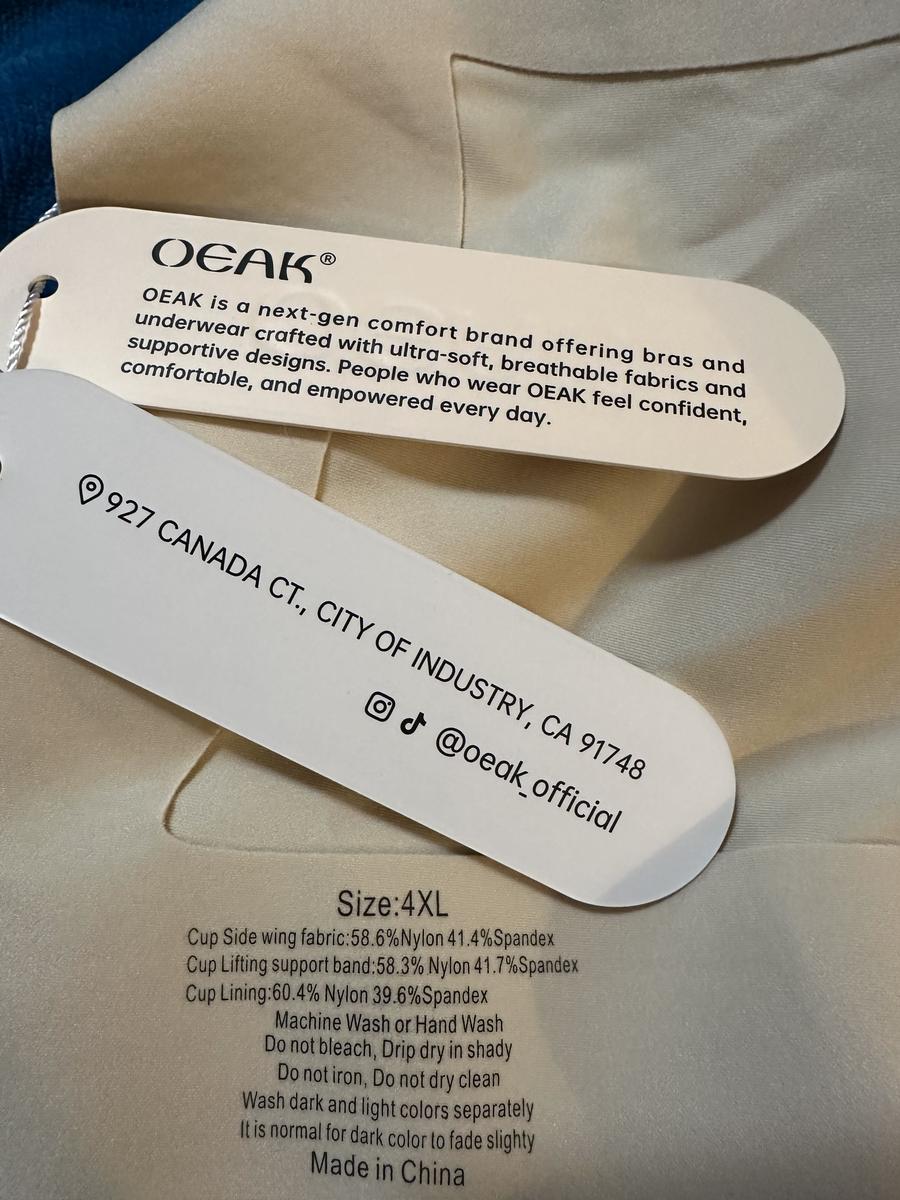 OEAK®
OEAK is a next-gen comfort brand offering bras and
underwear crafted with ultra-soft, breathable fabrics and
supportive designs. People who wear OEAK feel confident,
comfortable, and empowered every day.
927 CANADA CT., CITY OF INDUSTRY, CA 91748
@oeak_official
Size:4XL
Cup Side wing fabric:58.6%Nylon 41.4%Spandex
Cup Lifting support band:58.3% Nylon 41.7%Spandex
Cup Lining:60.4% Nylon 39.6%Spandex
Machine Wash or Hand Wash
Do not bleach, Drip dry in shady
Do not iron, Do not dry clean
Wash dark and light colors separately
It is normal for dark color to fade slighty
Made in China